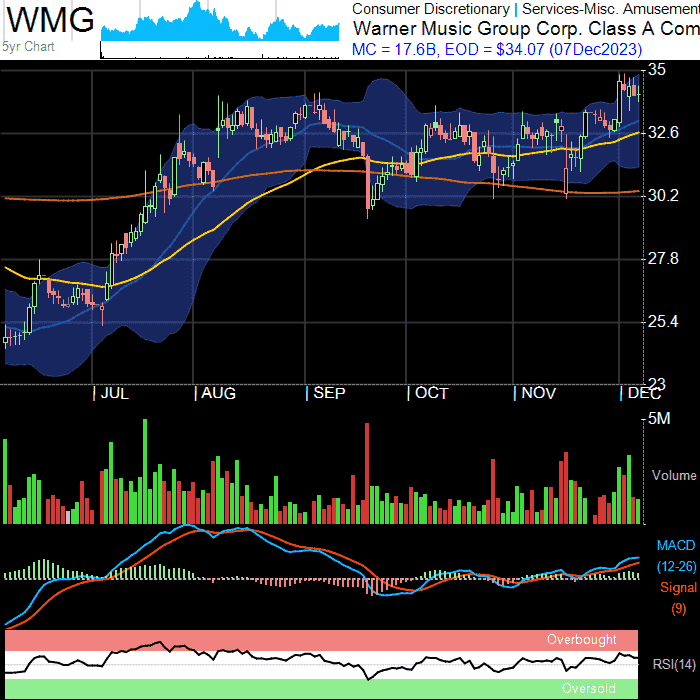 WMG
5yr Chart
Consumer Discretionary | Services-Misc. Amusement
Warner Music Group Corp. Class A Com
MC = 17.6B, EOD = $34.07 (07Dec2023)
35
32.6
30.2
27.8
25.4
23
JUL AUG SEP OCT NOV DEC
5M
Volume
MACD
(12-26)
Signal
(9)
Overbought
RSI(14)
Oversold